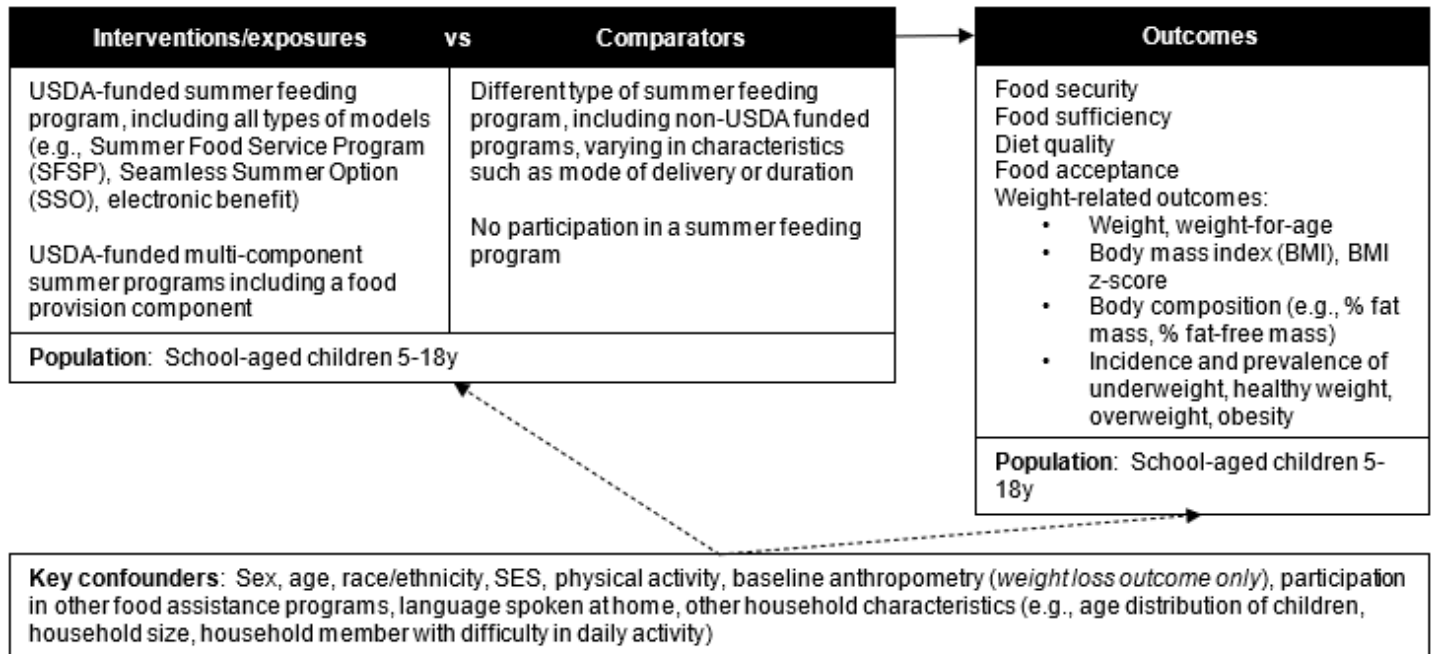 Interventions/exposures vs Comparators
USDA-funded summer feeding
program, including all types of models
(e.g., Summer Food Service Program
(SFSP), Seamless Summer Option
(SSO), electronic benefit)
USDA-funded multi-component
summer programs including a food
provision component
Different type of summer feeding
program, including non-USDA funded
programs, varying in characteristics
such as mode of delivery or duration
No participation in a summer feeding
program
Population: School-aged children 5-18y
Outcomes
Food security
Food sufficiency
Diet quality
Food acceptance
Weight-related outcomes:
• Weight, weight-for-age
• Body mass index (BMI), BMI
z-score
• Body composition (e.g., % fat
mass, % fat-free mass)
• Incidence and prevalence of
underweight, healthy weight,
overweight, obesity
Population: School-aged children 5-
18y
Key confounders: Sex, age, race/ethnicity, SES, physical activity, baseline anthropometry (weight loss outcome only), participation
in other food assistance programs, language spoken at home, other household characteristics (e.g., age distribution of children,
household size, household member with difficulty in daily activity)